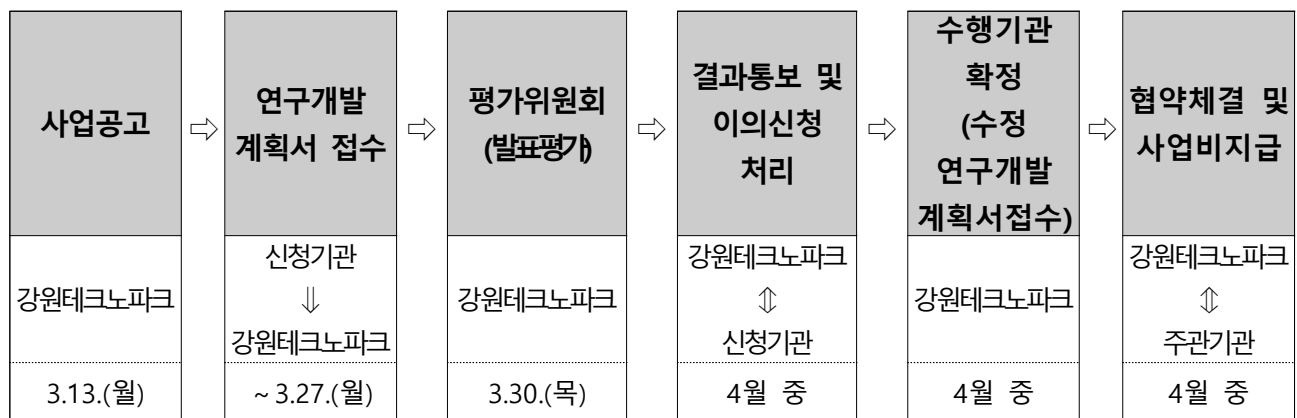 사업공고
⇨
연구개발
계획서 접수
⇨
평가위원회
(발표평가)
⇨
결과통보 및
이의신청
처리
⇨
수행기관
확정
(수정
연구개발
계획서접수)
⇨
협약체결 및
사업비지급
강원테크노파크
신청기관
⇓
강원테크노파크
강원테크노파크
강원테크노파크
⇕
신청기관
강원테크노파크
강원테크노파크
⇕
주관기관
3.13.(월)
~ 3.27.(월)
3.30.(목)
4월 중
4월 중
4월 중